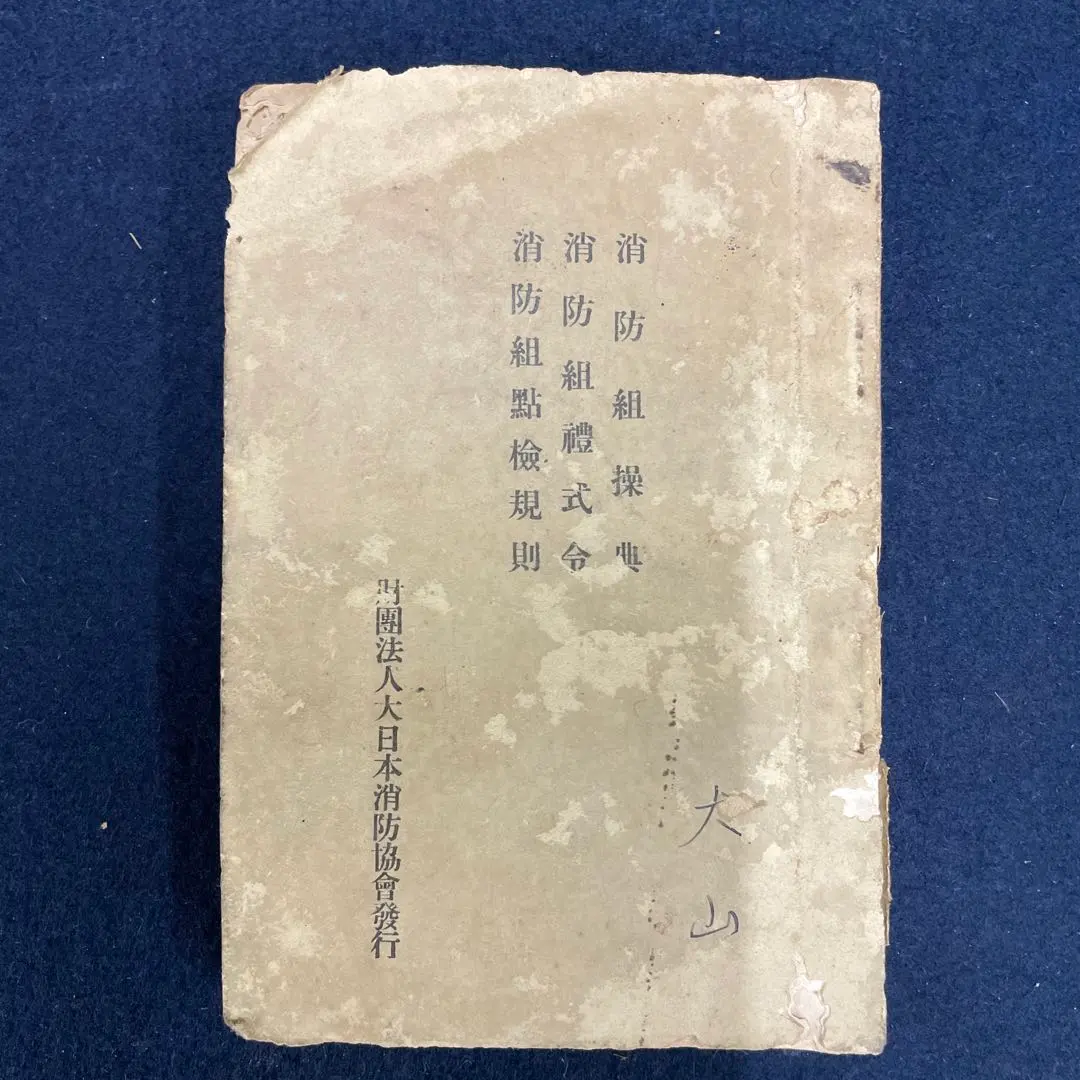 消防組操典
消防組禮式令
消防組點檢規則
財團法人大日本消防協會發行
大山